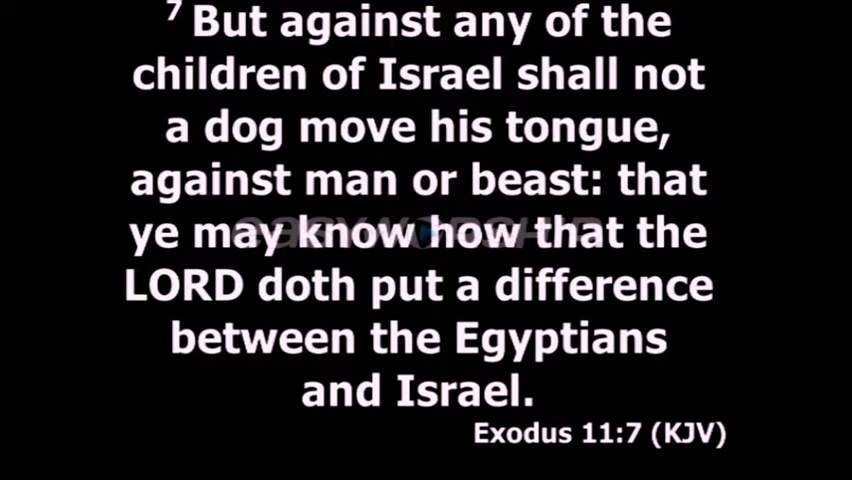 7 But against any of the
children of Israel shall not
a dog move his tongue,
against man or beast: that
ye may know how that the
LORD doth put a difference
between the Egyptians
and Israel.
Exodus 11:7 (KJV)
easyworship